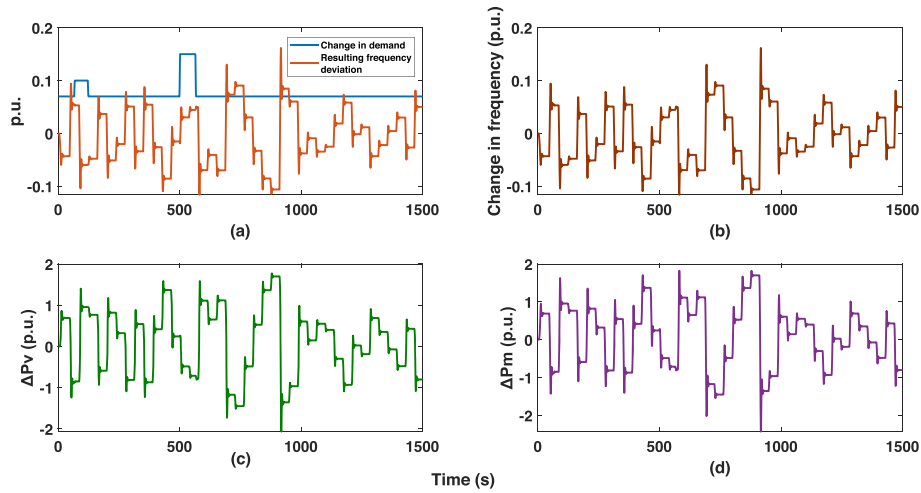 0.2
0.1
0
-0.1
p.u.
Change in demand
Resulting frequency
deviation
0 500 1000 1500
(a)
0.2
0.1
0
-0.1
Change in frequency (p.u.)
0 500 1000 1500
(b)
2
1
0
-1
-2
ΔPv (p.u.)
0 500 1000 1500
(c)
2
1
0
-1
-2
ΔPm (p.u.)
0 500 1000 1500
(d)
Time (s)